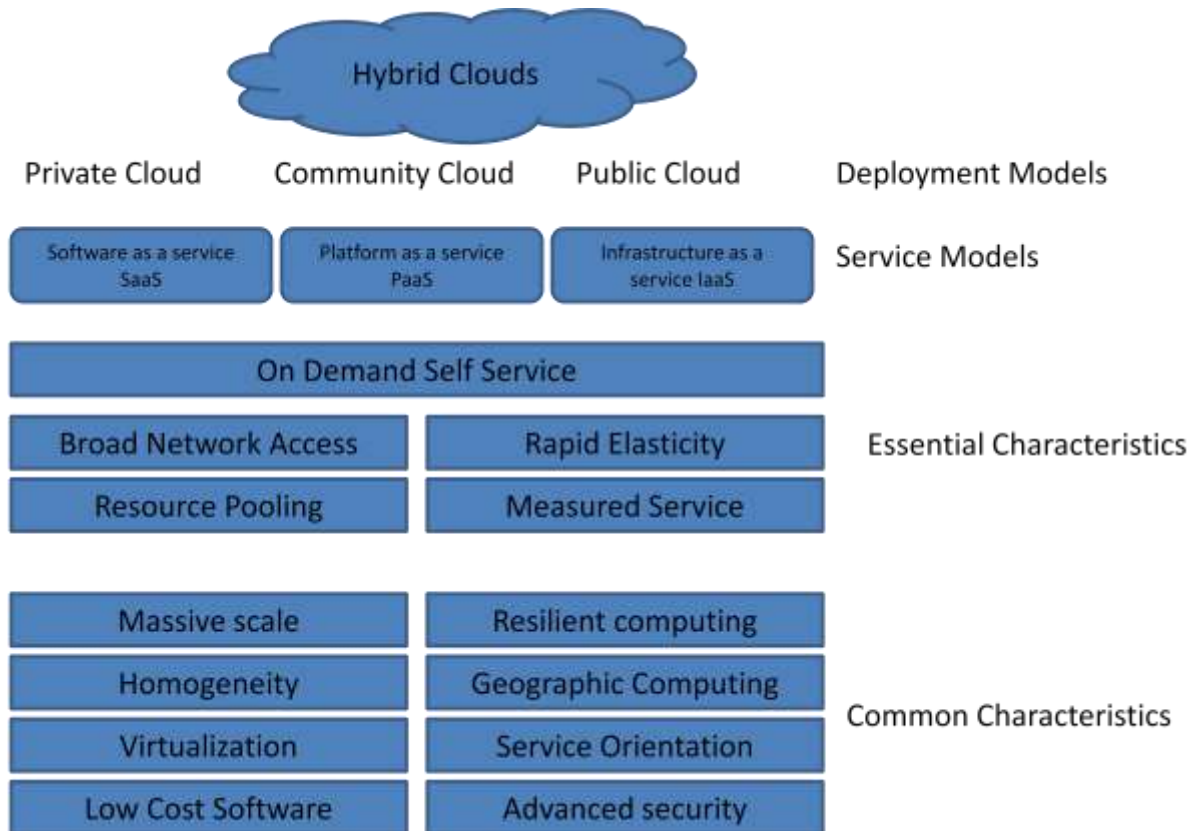 Hybrid Clouds
Private Cloud Community Cloud Public Cloud Deployment Models
Software as a service
SaaS
Platform as a service
PaaS
Infrastructure as a
service IaaS
Service Models
On Demand Self Service
Broad Network Access Rapid Elasticity
Essential Characteristics
Resource Pooling Measured Service
Massive scale Resilient computing
Homogeneity Geographic Computing
Common Characteristics
Virtualization Service Orientation
Low Cost Software Advanced security